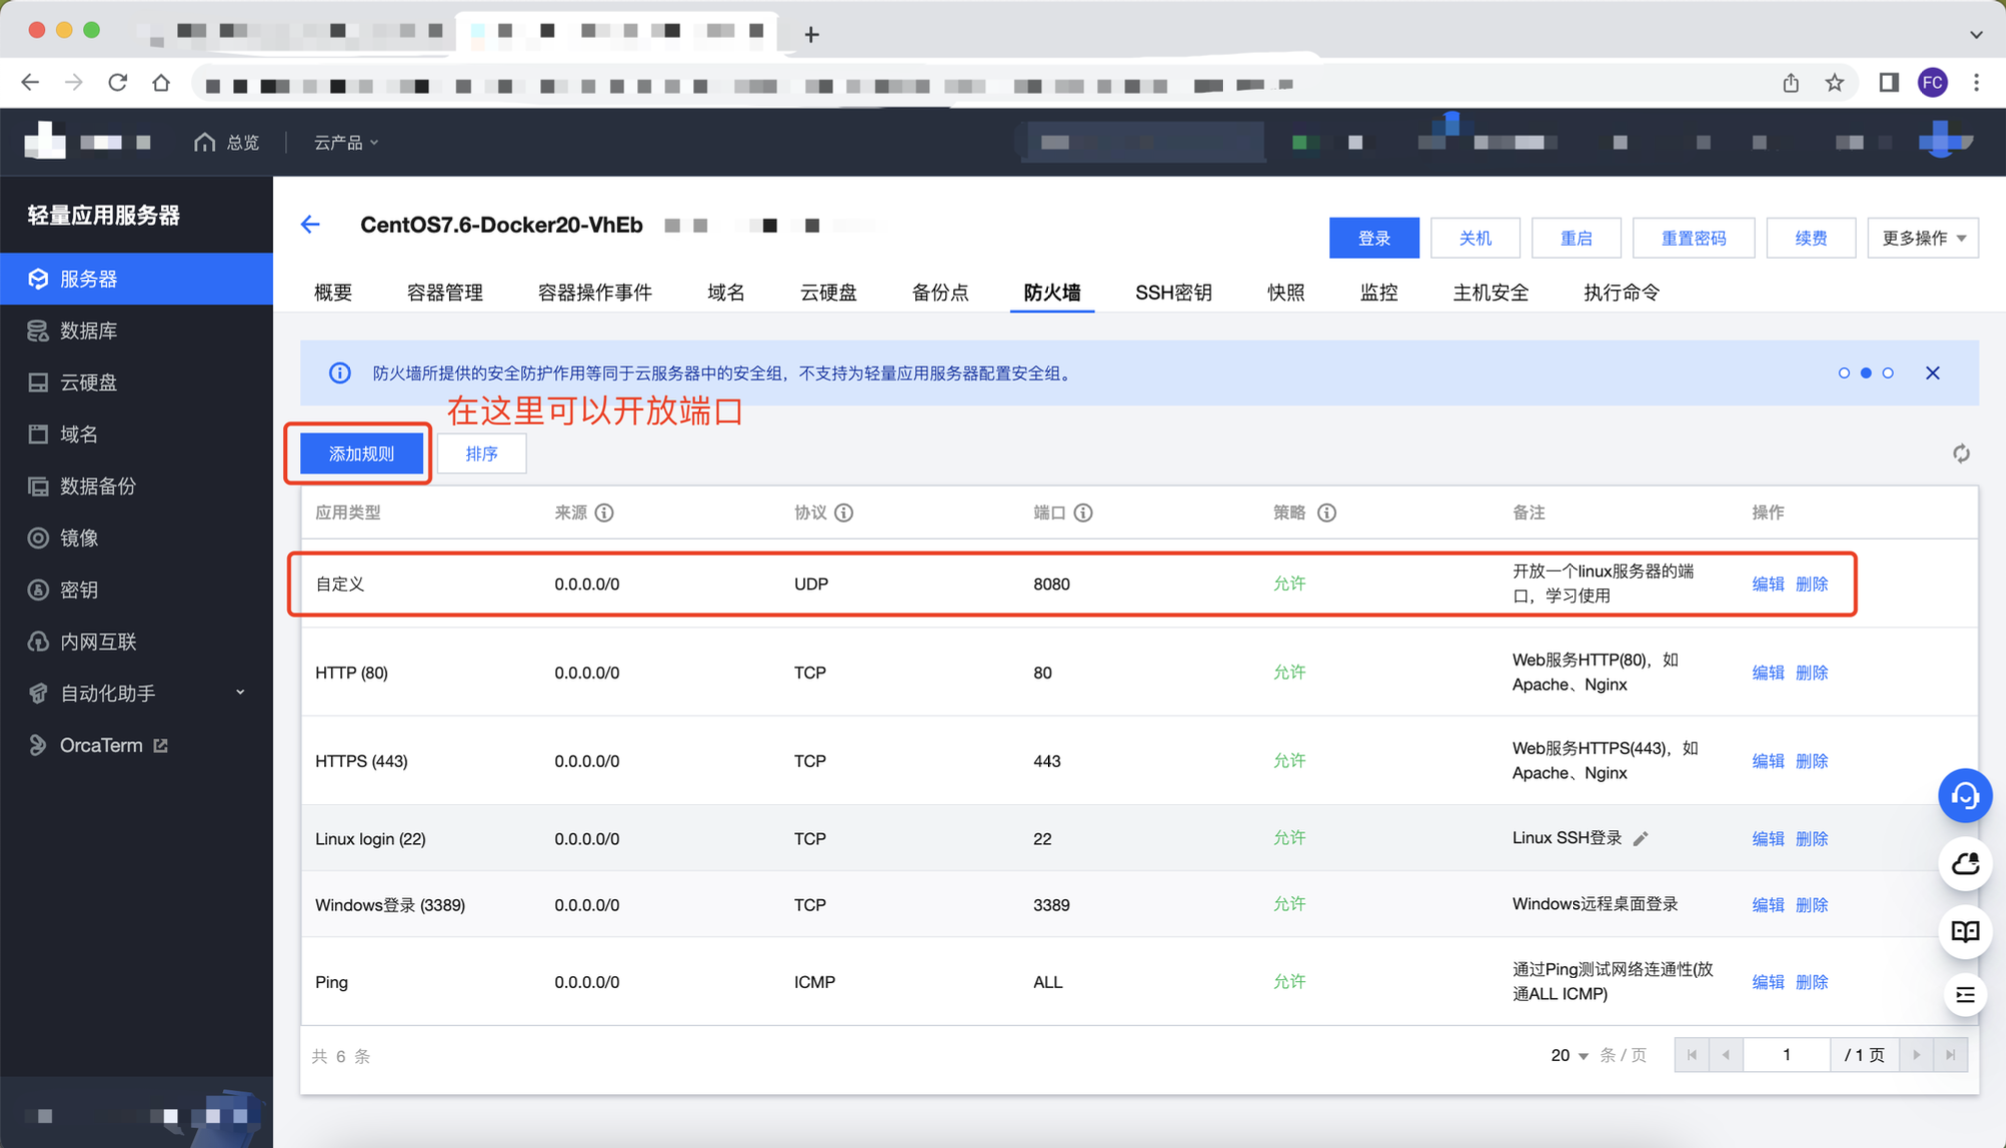 FC
总览
云产品
轻量应用服务器
服务器
数据库
云硬盘
域名
数据备份
镜像
密钥
内网互联
自动化助手
OrcaTerm
CentOS7.6-Docker20-VhEb
登录 关机 重启 重置密码 续费 更多操作
概要 容器管理 容器操作事件 域名 云硬盘 备份点 防火墙 SSH密钥 快照 监控 主机安全 执行命令
防火墙所提供的安全防护作用等同于云服务器中的安全组，不支持为轻量应用服务器配置安全组。
在这里可以开放端口
添加规则 排序
应用类型 来源 协议 端口 策略 备注 操作
自定义 0.0.0.0/0 UDP 8080 允许 开放一个linux服务器的端
口，学习使用 编辑 删除
HTTP (80) 0.0.0.0/0 TCP 80 允许 Web服务HTTP(80)，如
Apache、Nginx 编辑 删除
HTTPS (443) 0.0.0.0/0 TCP 443 允许 Web服务HTTPS(443)，如
Apache、Nginx 编辑 删除
Linux login (22) 0.0.0.0/0 TCP 22 允许 Linux SSH登录 编辑 删除
Windows登录 (3389) 0.0.0.0/0 TCP 3389 允许 Windows远程桌面登录 编辑 删除
Ping 0.0.0.0/0 ICMP ALL 允许 通过Ping测试网络连通性(放
通ALL ICMP) 编辑 删除
共 6 条
20 条 / 页 1 / 1 页